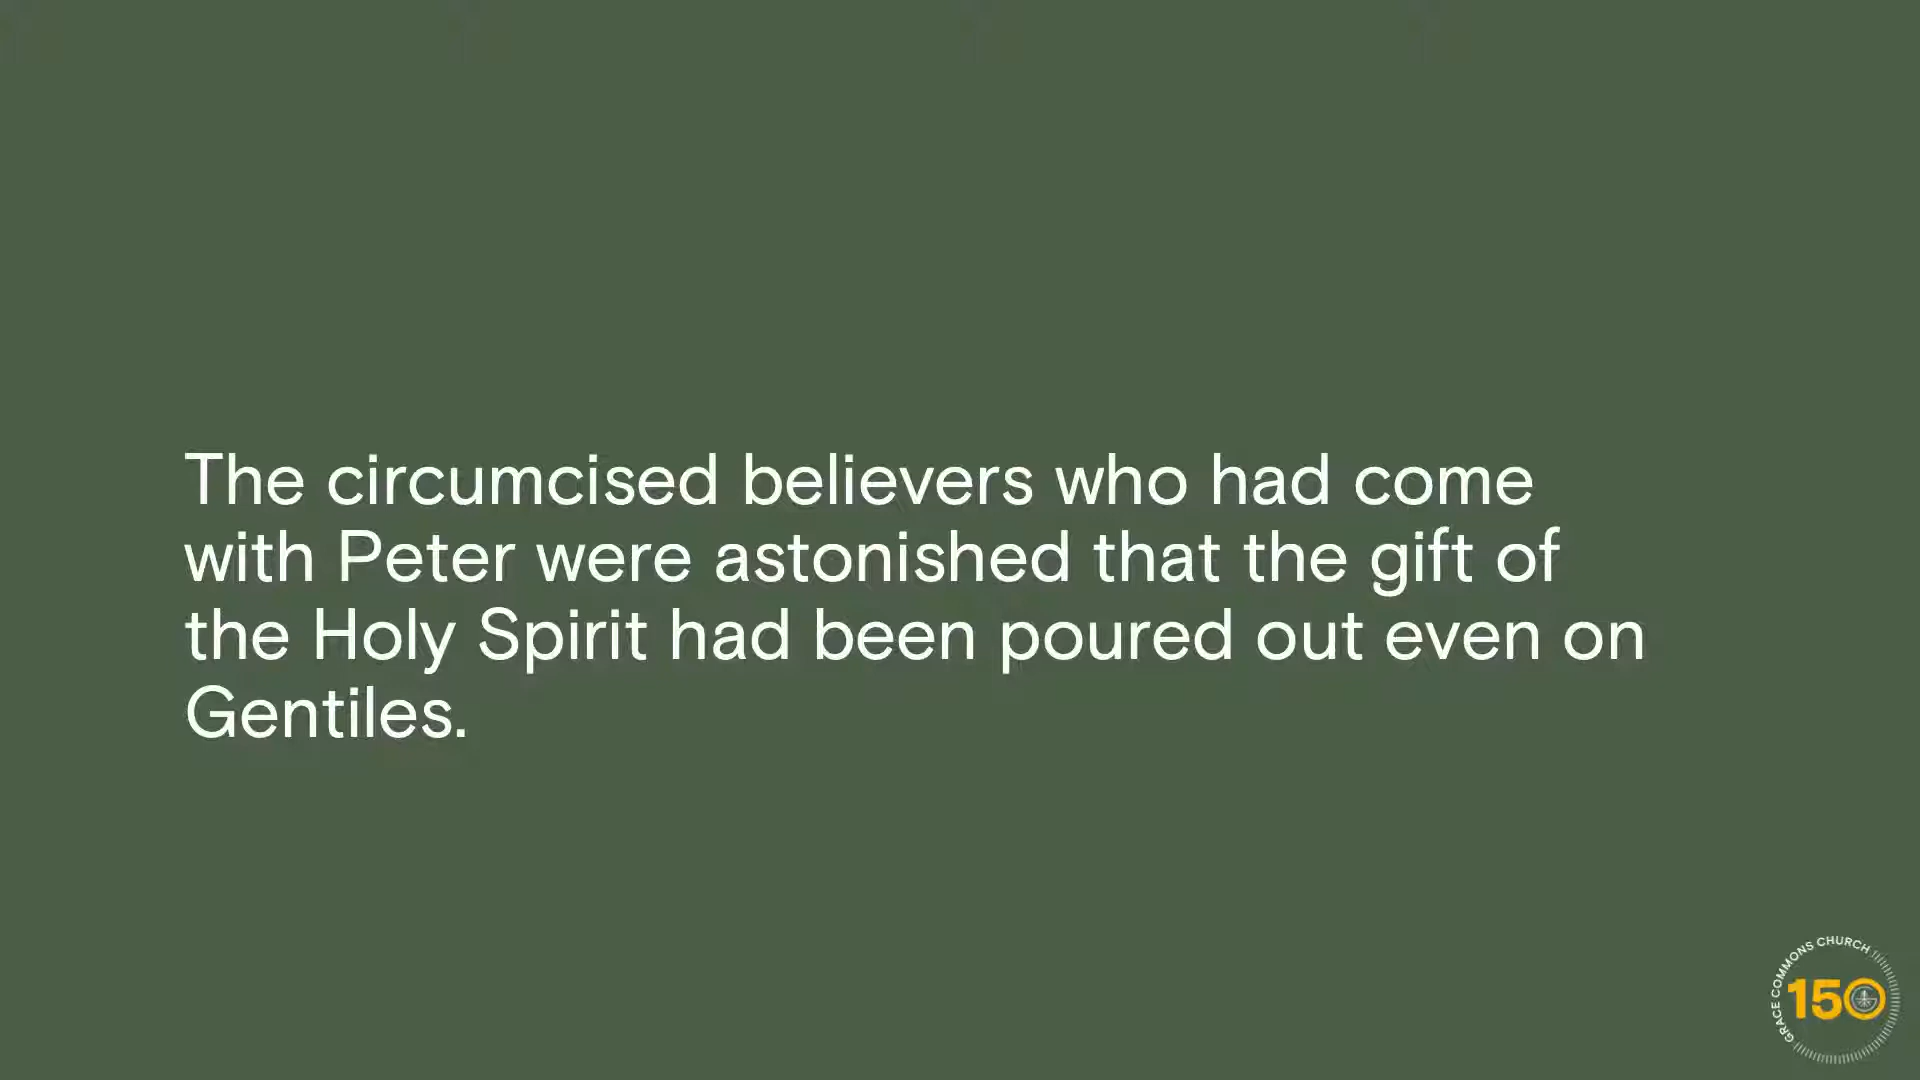 The circumcised believers who had come
with Peter were astonished that the gift of
the Holy Spirit had been poured out even on
Gentiles.
GRACE COMMONS CHURCH
150